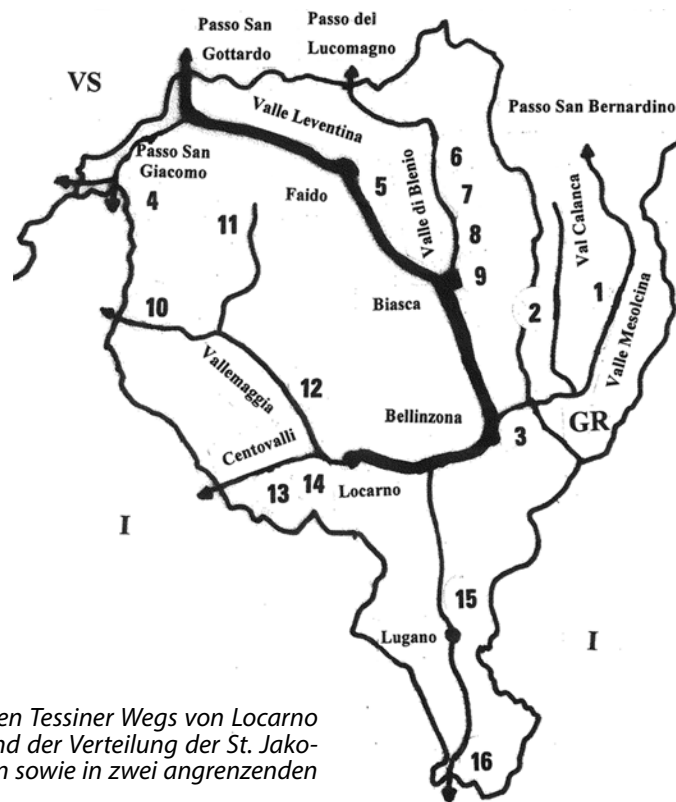 Passo San
Gottardo
Passo del
Lucomagno
VS
Valle Leventina
Passo San Bernardino
Passo San
Giacomo
4
Faido
5
Valle di Blenio
6
7
8
9
11
Val Calanca
1
2
Valle Mesolcina
10
Biasca
Vallemaggia
12
Bellinzona
3
GR
Centovalli
13
14
Locarno
I
15
Lugano
I
16
en Tessiner Wegs von Locarno
nd der Verteilung der St. Jako-
n sowie in zwei angrenzenden